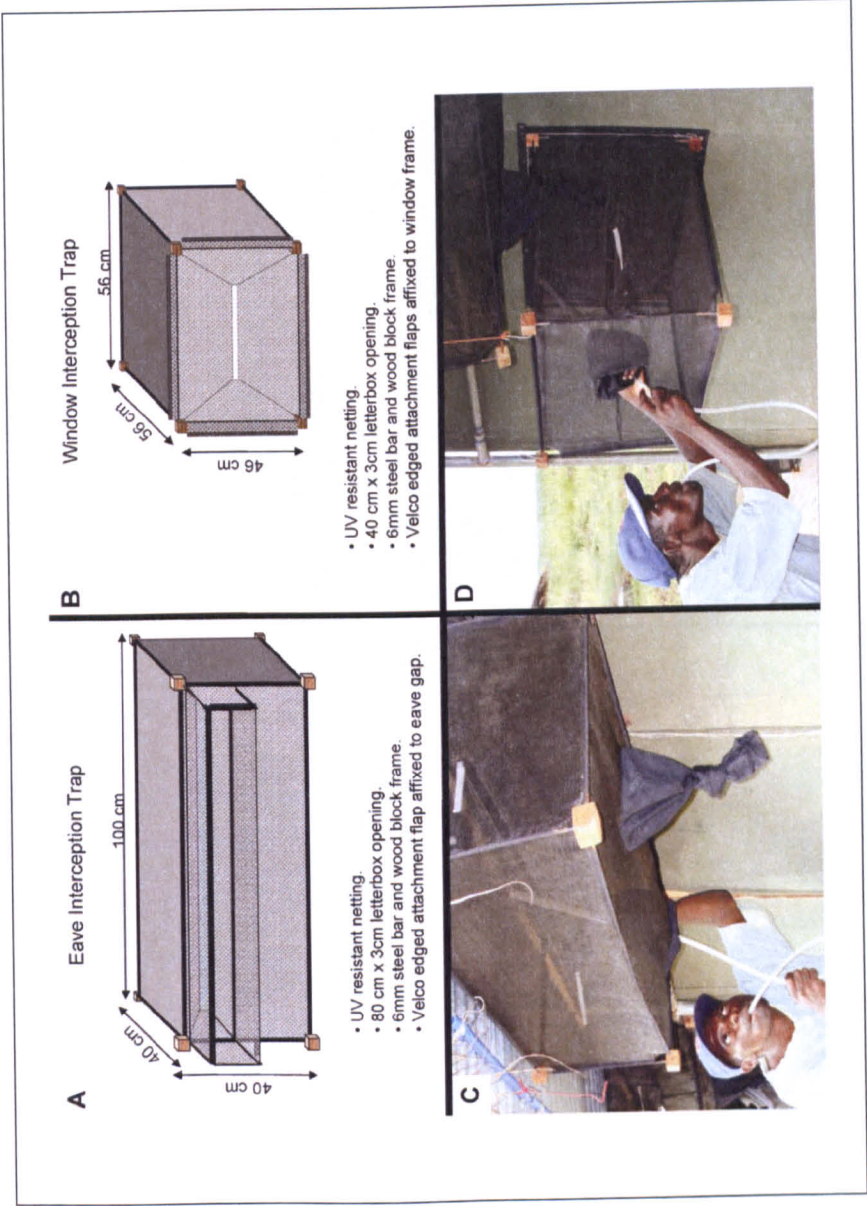 A
Eave Interception Trap
100 cm
40 cm
40 cm
• UV resistant netting.
• 80 cm x 3cm letterbox opening.
• 6mm steel bar and wood block frame.
• Velco edged attachment flap affixed to eave gap.
B
Window Interception Trap
56 cm
56 cm
46 cm
• UV resistant netting.
• 40 cm x 3cm letterbox opening.
• 6mm steel bar and wood block frame.
• Velco edged attachment flaps affixed to window frame.
C
D